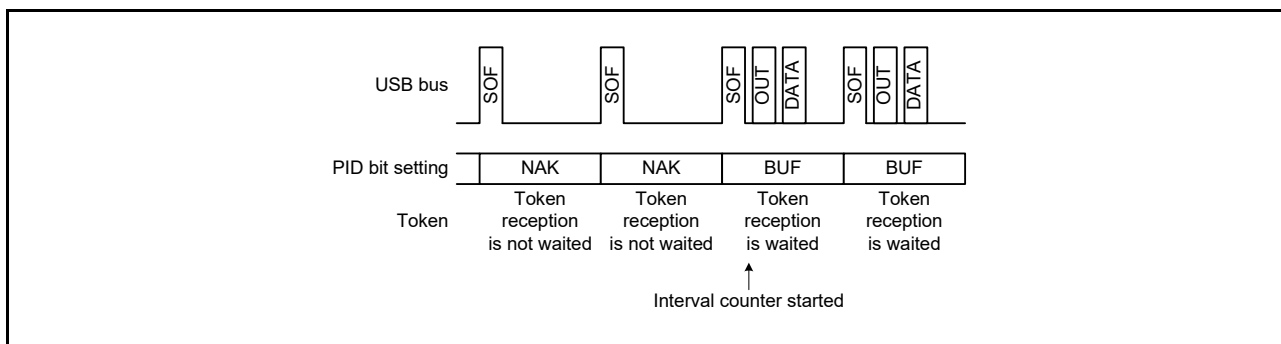 USB bus
SOF
SOF
SOF
OUT
DATA
SOF
OUT
DATA
PID bit setting
NAK
NAK
BUF
BUF
Token
Token
reception
is not waited
Token
reception
is not waited
Token
reception
is waited
Token
reception
is waited
Interval counter started